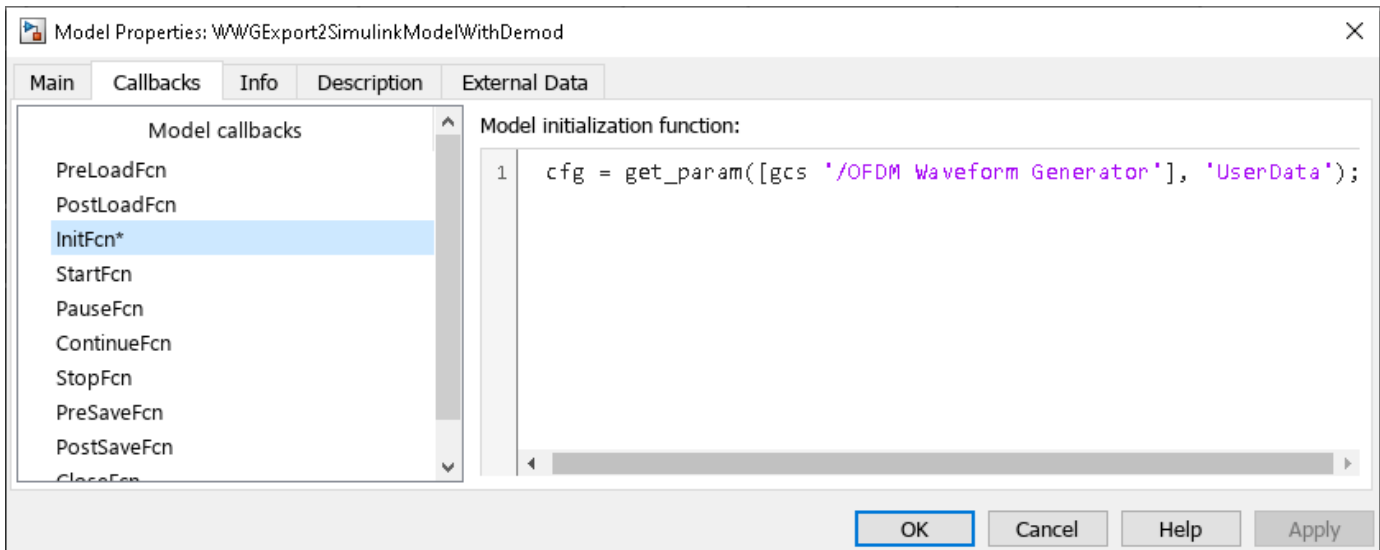 Model Properties: WWGExport2SimulinkModelWithDemod
Main Callbacks Info Description External Data
Model callbacks
PreLoadFcn
PostLoadFcn
InitFcn*
StartFcn
PauseFcn
ContinueFcn
StopFcn
PreSaveFcn
PostSaveFcn
CloseFcn
Model initialization function:
1 cfg = get_param([gcs '/OFDM Waveform Generator'], 'UserData');
OK Cancel Help Apply